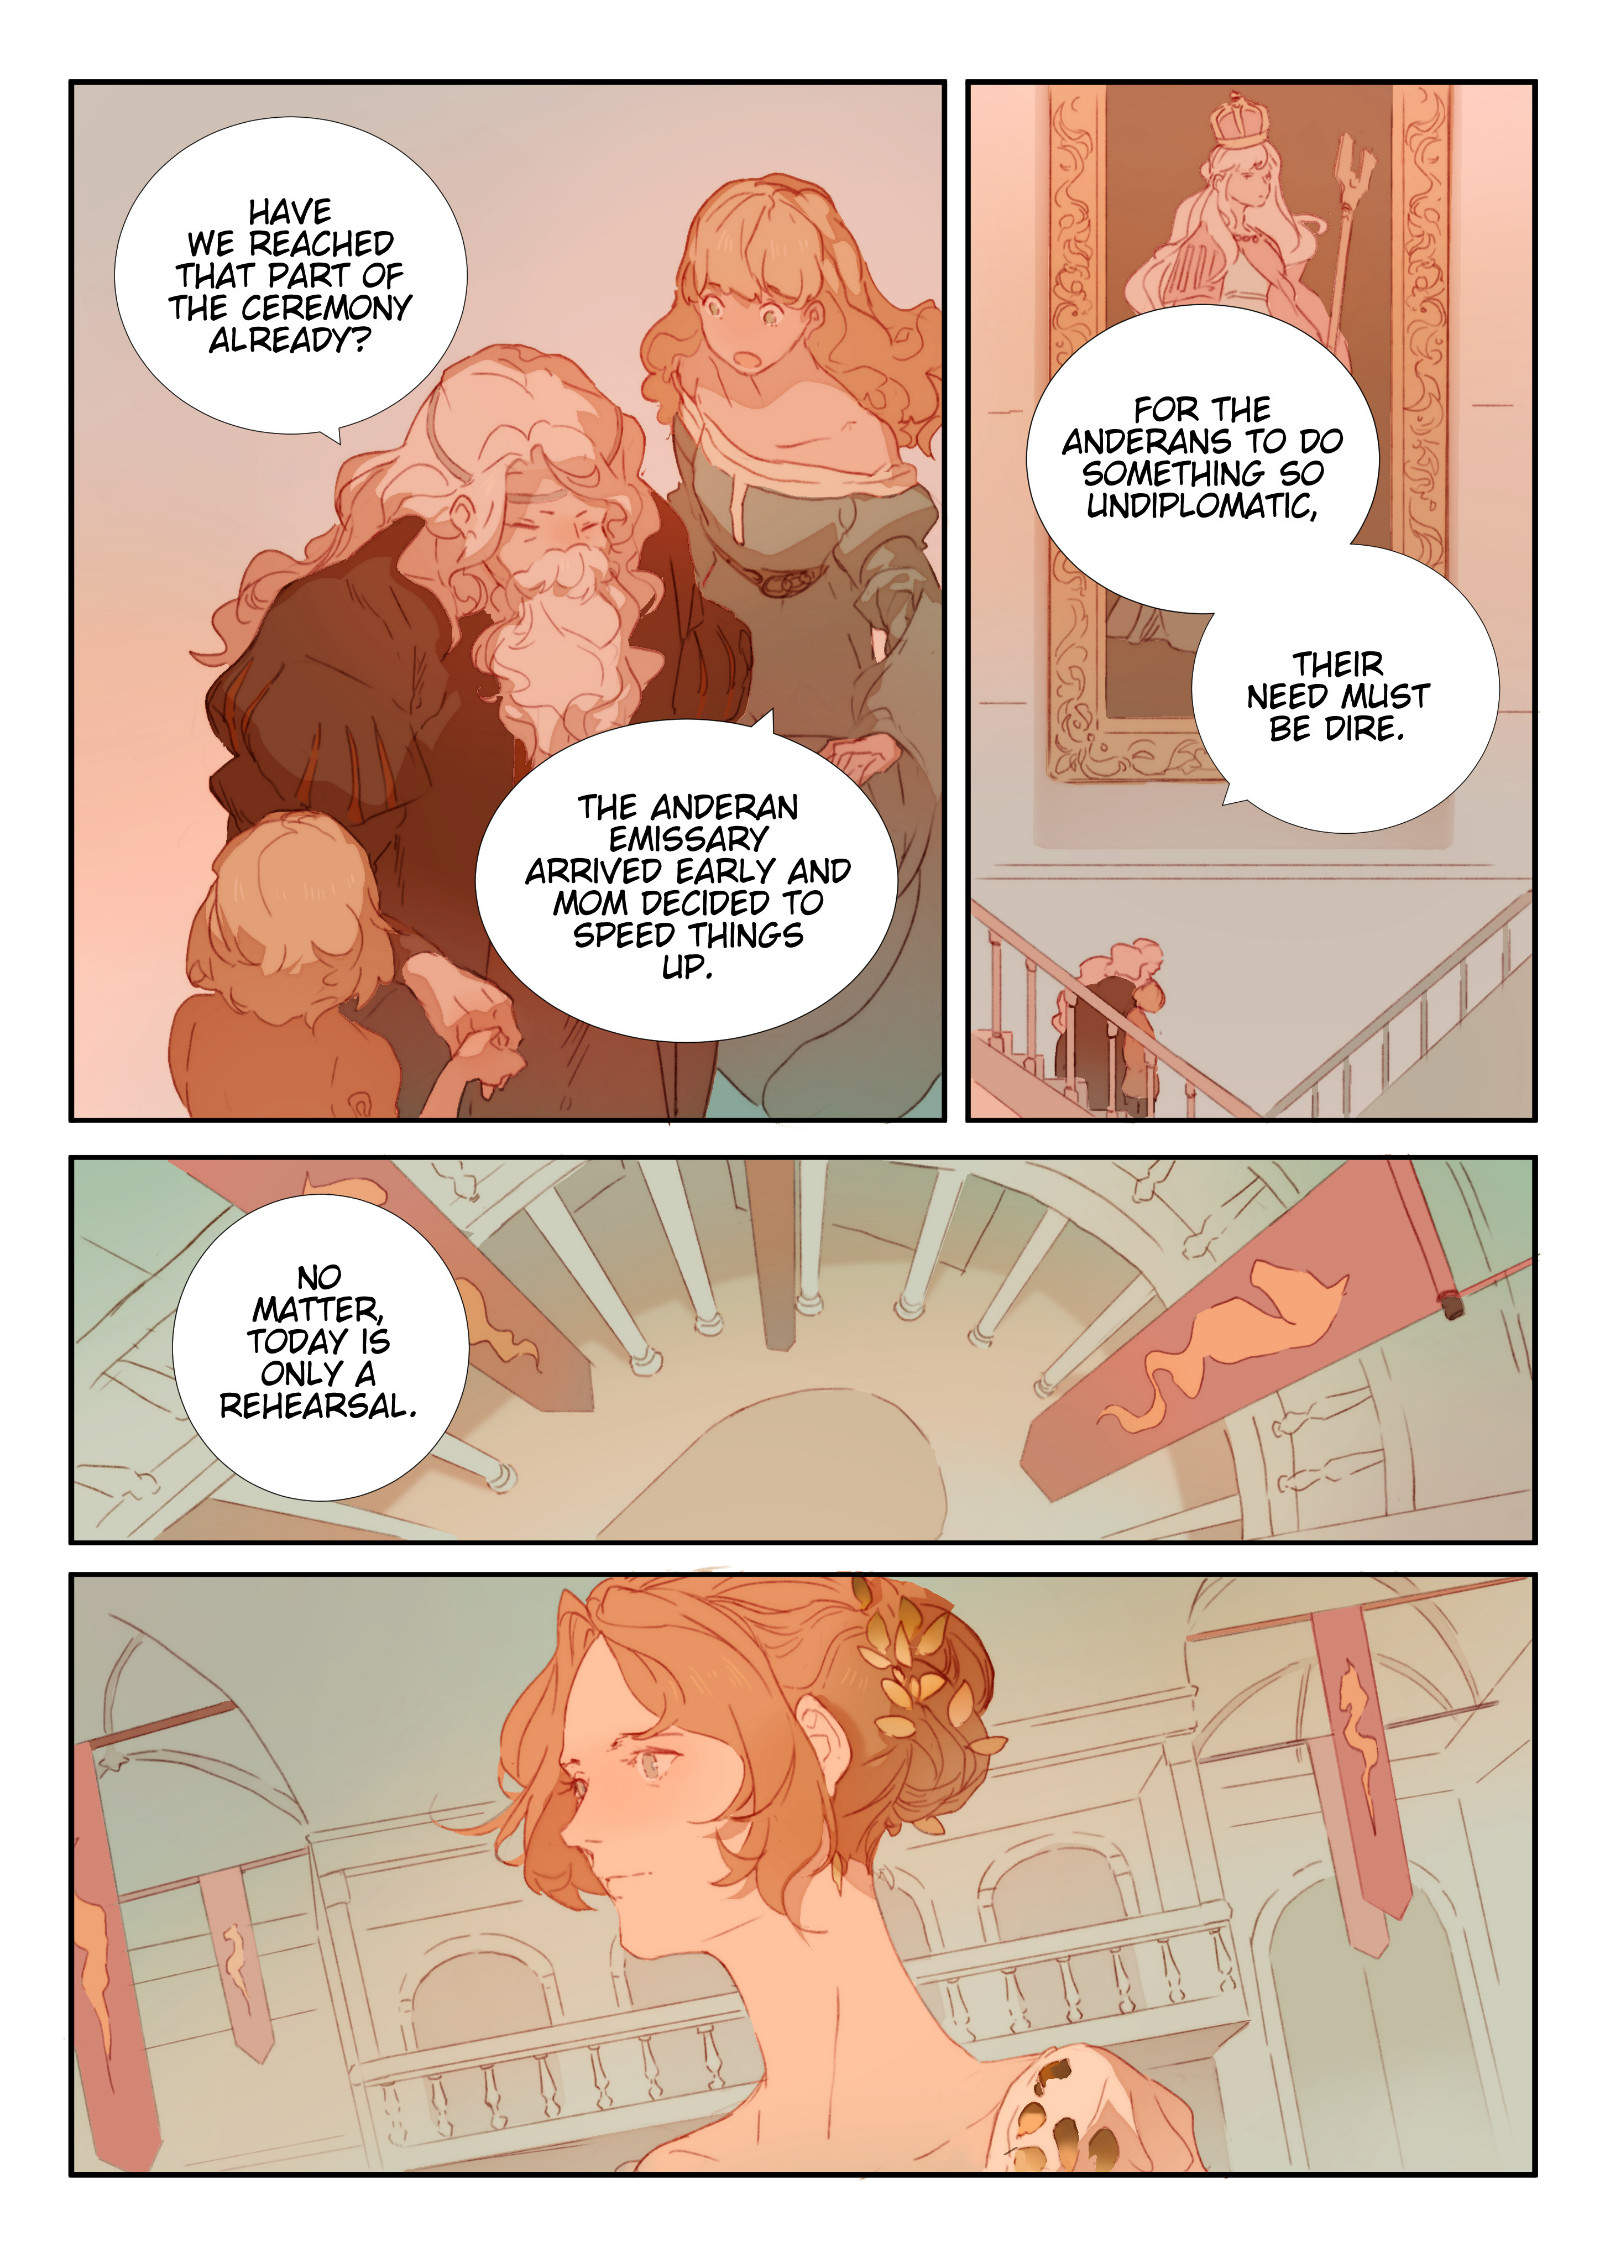 HAVE
WE REACHED
THAT PART OF
THE CEREMONY
ALREADY?
THE ANDERAN
EMISSARY
ARRIVED EARLY AND
MOM DECIDED TO
SPEED THINGS
UP.
FOR THE
ANDERANS TO DO
SOMETHING SO
UNDIPLOMATIC,
THEIR
NEED MUST
BE DIRE.
NO
MATTER,
TODAY IS
ONLY A
REHEARSAL.